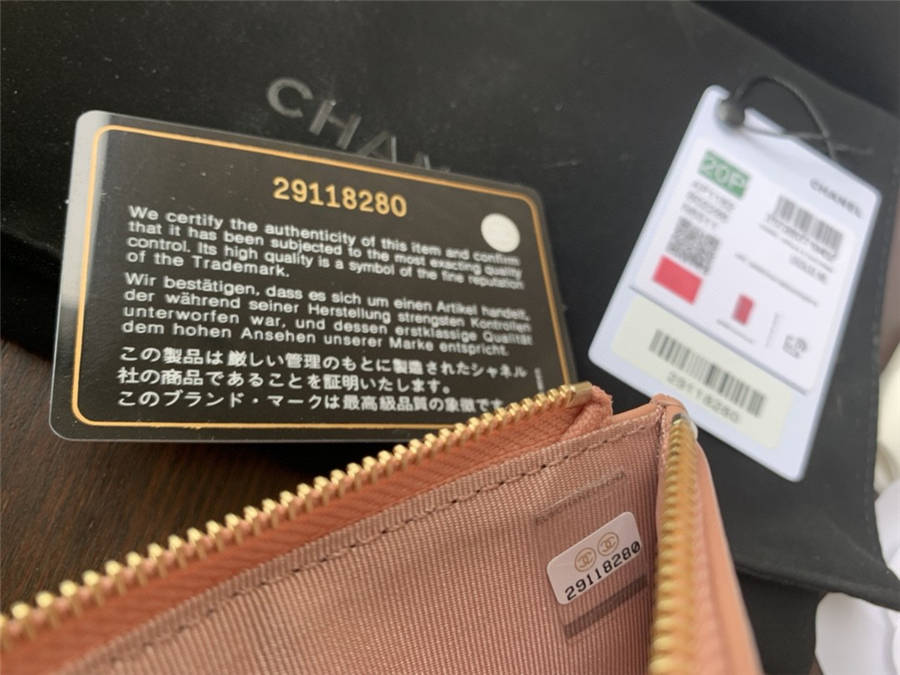 CHAN
29118280
We certify the authenticity of this item and confirm
that it has been subjected to the most exacting quality
control. Its high quality is a symbol of the fine reputation
of the Trademark.
Wir bestätigen, dass es sich um einen Artikel handelt,
der während seiner Herstellung strengsten Kontrollen
unterworfen war, und dessen erstklassige Qualität
dem hohen Ansehen unserer Marke entspricht.
この製品は厳しい管理のもとに製造されたシャネル
社の商品であることを証明いたします。
このブランド・マークは最高級品質の象徴です
CHANEL
20P
29118280
29118280